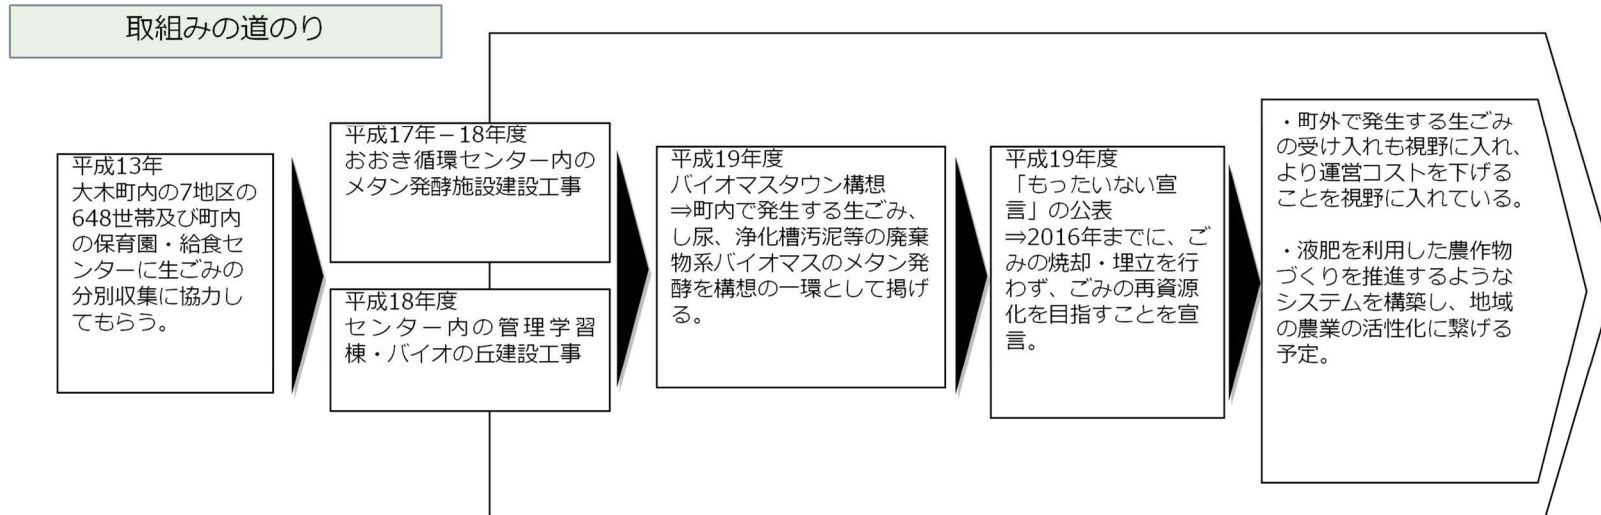 取組みの道のり
平成13年
大木町内の7地区の
648世帯及び町内
の保育園・給食セ
ンターに生ごみの
分別収集に協力し
てもらう。
平成17年－18年度
おおき循環センター内の
メタン発酵施設建設工事
平成18年度
センター内の管理学習
棟・バイオの丘建設工事
平成19年度
バイオマスタウン構想
⇒町内で発生する生ごみ、
し尿、浄化槽汚泥等の廃棄
物系バイオマスのメタン発
酵を構想の一環として掲げ
る。
平成19年度
「もったいない宣
言」の公表
⇒2016年までに、ご
みの焼却・埋立を行
わず、ごみの再資源
化を目指すことを宣
言。
・町外で発生する生ごみ
の受け入れも視野に入れ、
より運営コストを下げる
ことを視野に入れている。
・液肥を利用した農作物
づくりを推進するような
システムを構築し、地域
の農業の活性化に繋げる
予定。